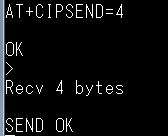 AT+CIPSEND=4
OK
>
Recv 4 bytes
SEND OK